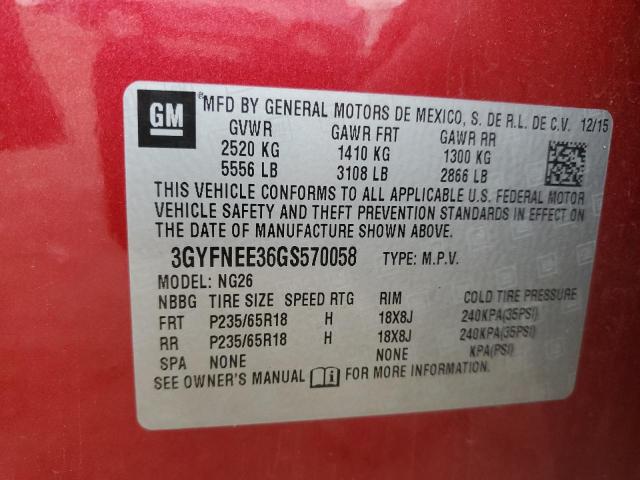 GM ® MFD BY GENERAL MOTORS DE MEXICO, S. DE R.L. DE C.V. 12/15
GVWR GAWR FRT GAWR RR
2520 KG 1410 KG 1300 KG
5556 LB 3108 LB 2866 LB
THIS VEHICLE CONFORMS TO ALL APPLICABLE U.S. FEDERAL MOTOR
VEHICLE SAFETY AND THEFT PREVENTION STANDARDS IN EFFECT ON
THE DATE OF MANUFACTURE SHOWN ABOVE.
3GYFNEE36GS570058 TYPE: M.P.V.
MODEL: NG26
NBBG TIRE SIZE SPEED RTG RIM COLD TIRE PRESSURE
FRT P235/65R18 H 18X8J 240KPA(35PSI)
RR P235/65R18 H 18X8J 240KPA(35PSI)
SPA NONE NONE KPA(PSI)
SEE OWNER'S MANUAL FOR MORE INFORMATION.